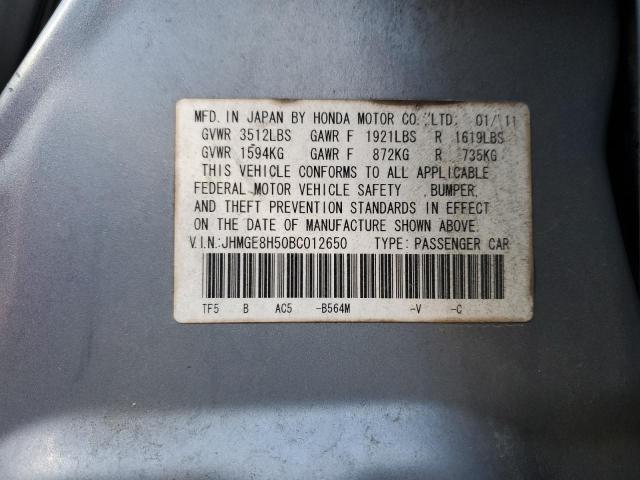 MFD. IN JAPAN BY HONDA MOTOR CO. LTD. 01/11
GVWR 3512LBS GAWR F 1921LBS R 1619LBS
GVWR 1594KG GAWR F 872KG R 735KG
THIS VEHICLE CONFORMS TO ALL APPLICABLE
FEDERAL MOTOR VEHICLE SAFETY , BUMPER,
AND THEFT PREVENTION STANDARDS IN EFFECT
ON THE DATE OF MANUFACTURE SHOWN ABOVE.
V.I.N.:JHMGE8H50BC012650 TYPE: PASSENGER CAR
TF5 B AC5 -B564M -V -C